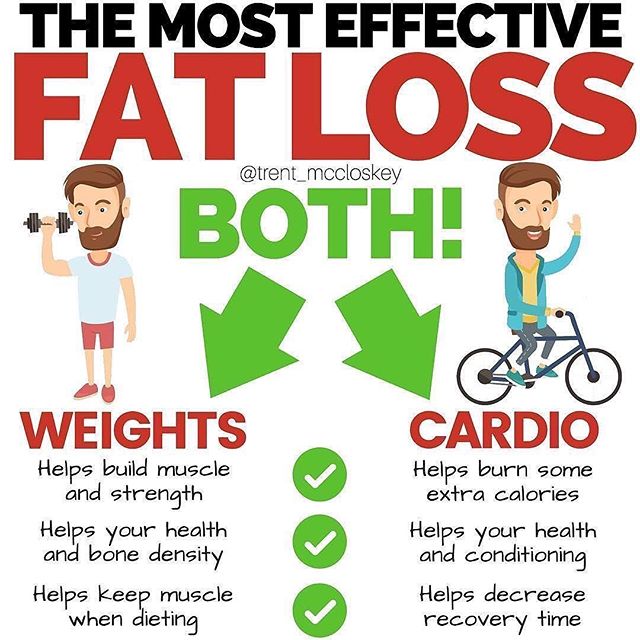 THE MOST EFFECTIVE
FAT LOSS
@trent_mccloskey
BOTH!
WEIGHTS
Helps build muscle
and strength
Helps your health
and bone density
Helps keep muscle
when dieting
CARDIO
Helps burn some
extra calories
Helps your health
and conditioning
Helps decrease
recovery time